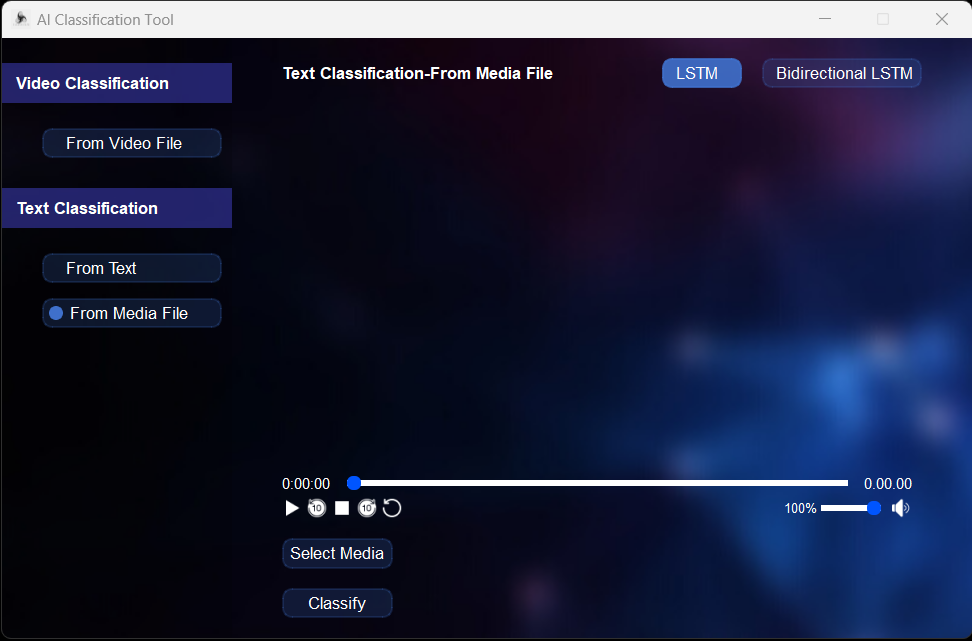 AI Classification Tool
Video Classification
From Video File
Text Classification
From Text
From Media File
Text Classification-From Media File
LSTM
Bidirectional LSTM
0:00:00
0.00.00
10
10
100%
Select Media
Classify